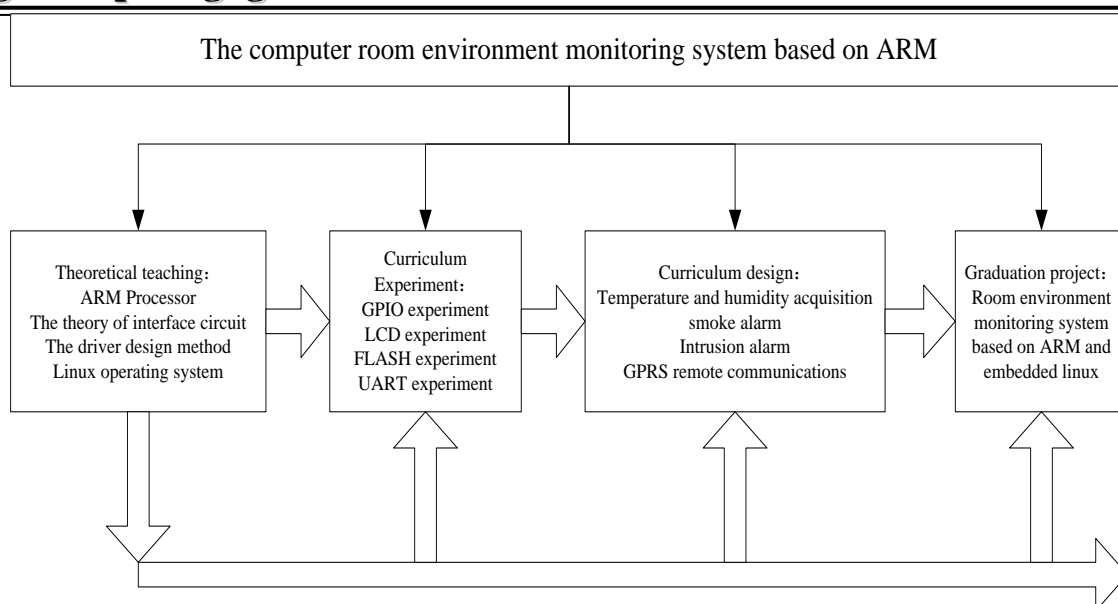 The computer room environment monitoring system based on ARM
Theoretical teaching：
ARM Processor
The theory of interface circuit
The driver design method
Linux operating system
Curriculum
Experiment：
GPIO experiment
LCD experiment
FLASH experiment
UART experiment
Curriculum design：
Temperature and humidity acquisition
smoke alarm
Intrusion alarm
GPRS remote communications
Graduation project：
Room environment
monitoring system
based on ARM and
embedded linux